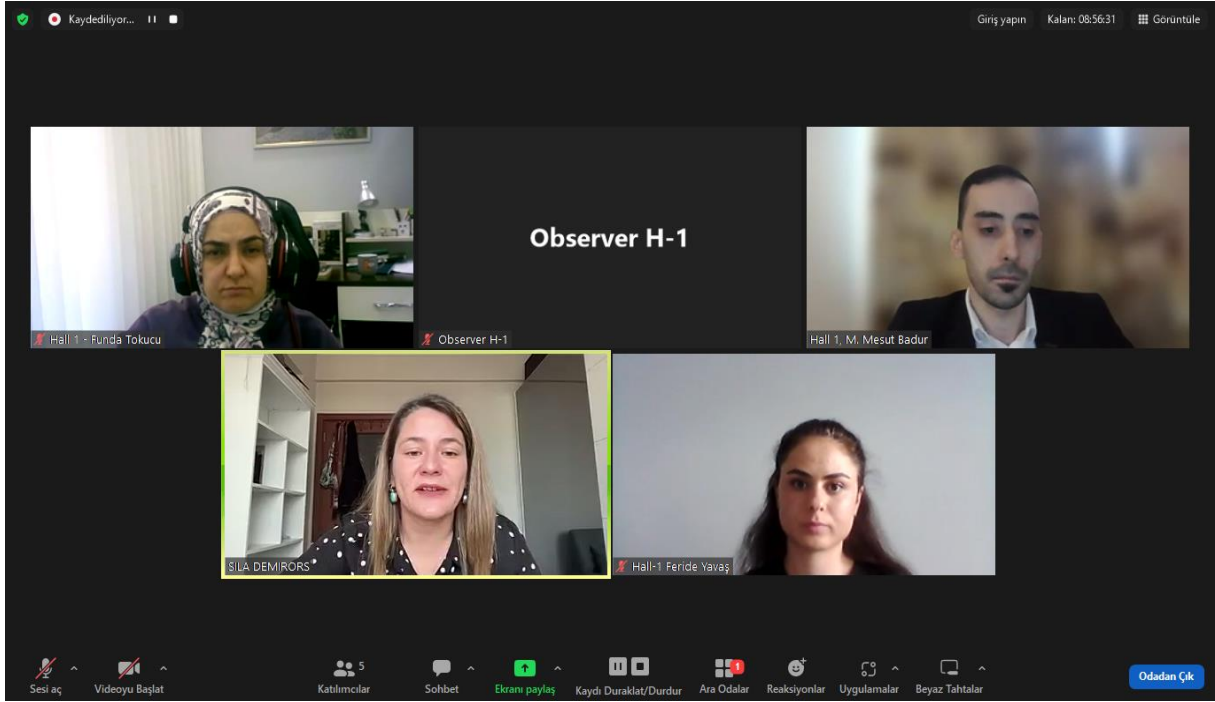 Kaydediliyor...
Giriş yapın
Kalan: 08:56:31
Görüntüle
Observer H-1
Hall 1 - Funda Tokucu
Observer H-1
Hall 1, M. Mesut Badur
SILA DEMIRORS
Hall-1 Feride Yavaş
5
1
Sesi aç
Videoyu Başlat
Katılımcılar
Sohbet
Ekranı paylaş
Kaydı Duraklat/Durdur
Ara Odalar
Reaksiyonlar
Uygulamalar
Beyaz Tahtalar
Odadan Çık